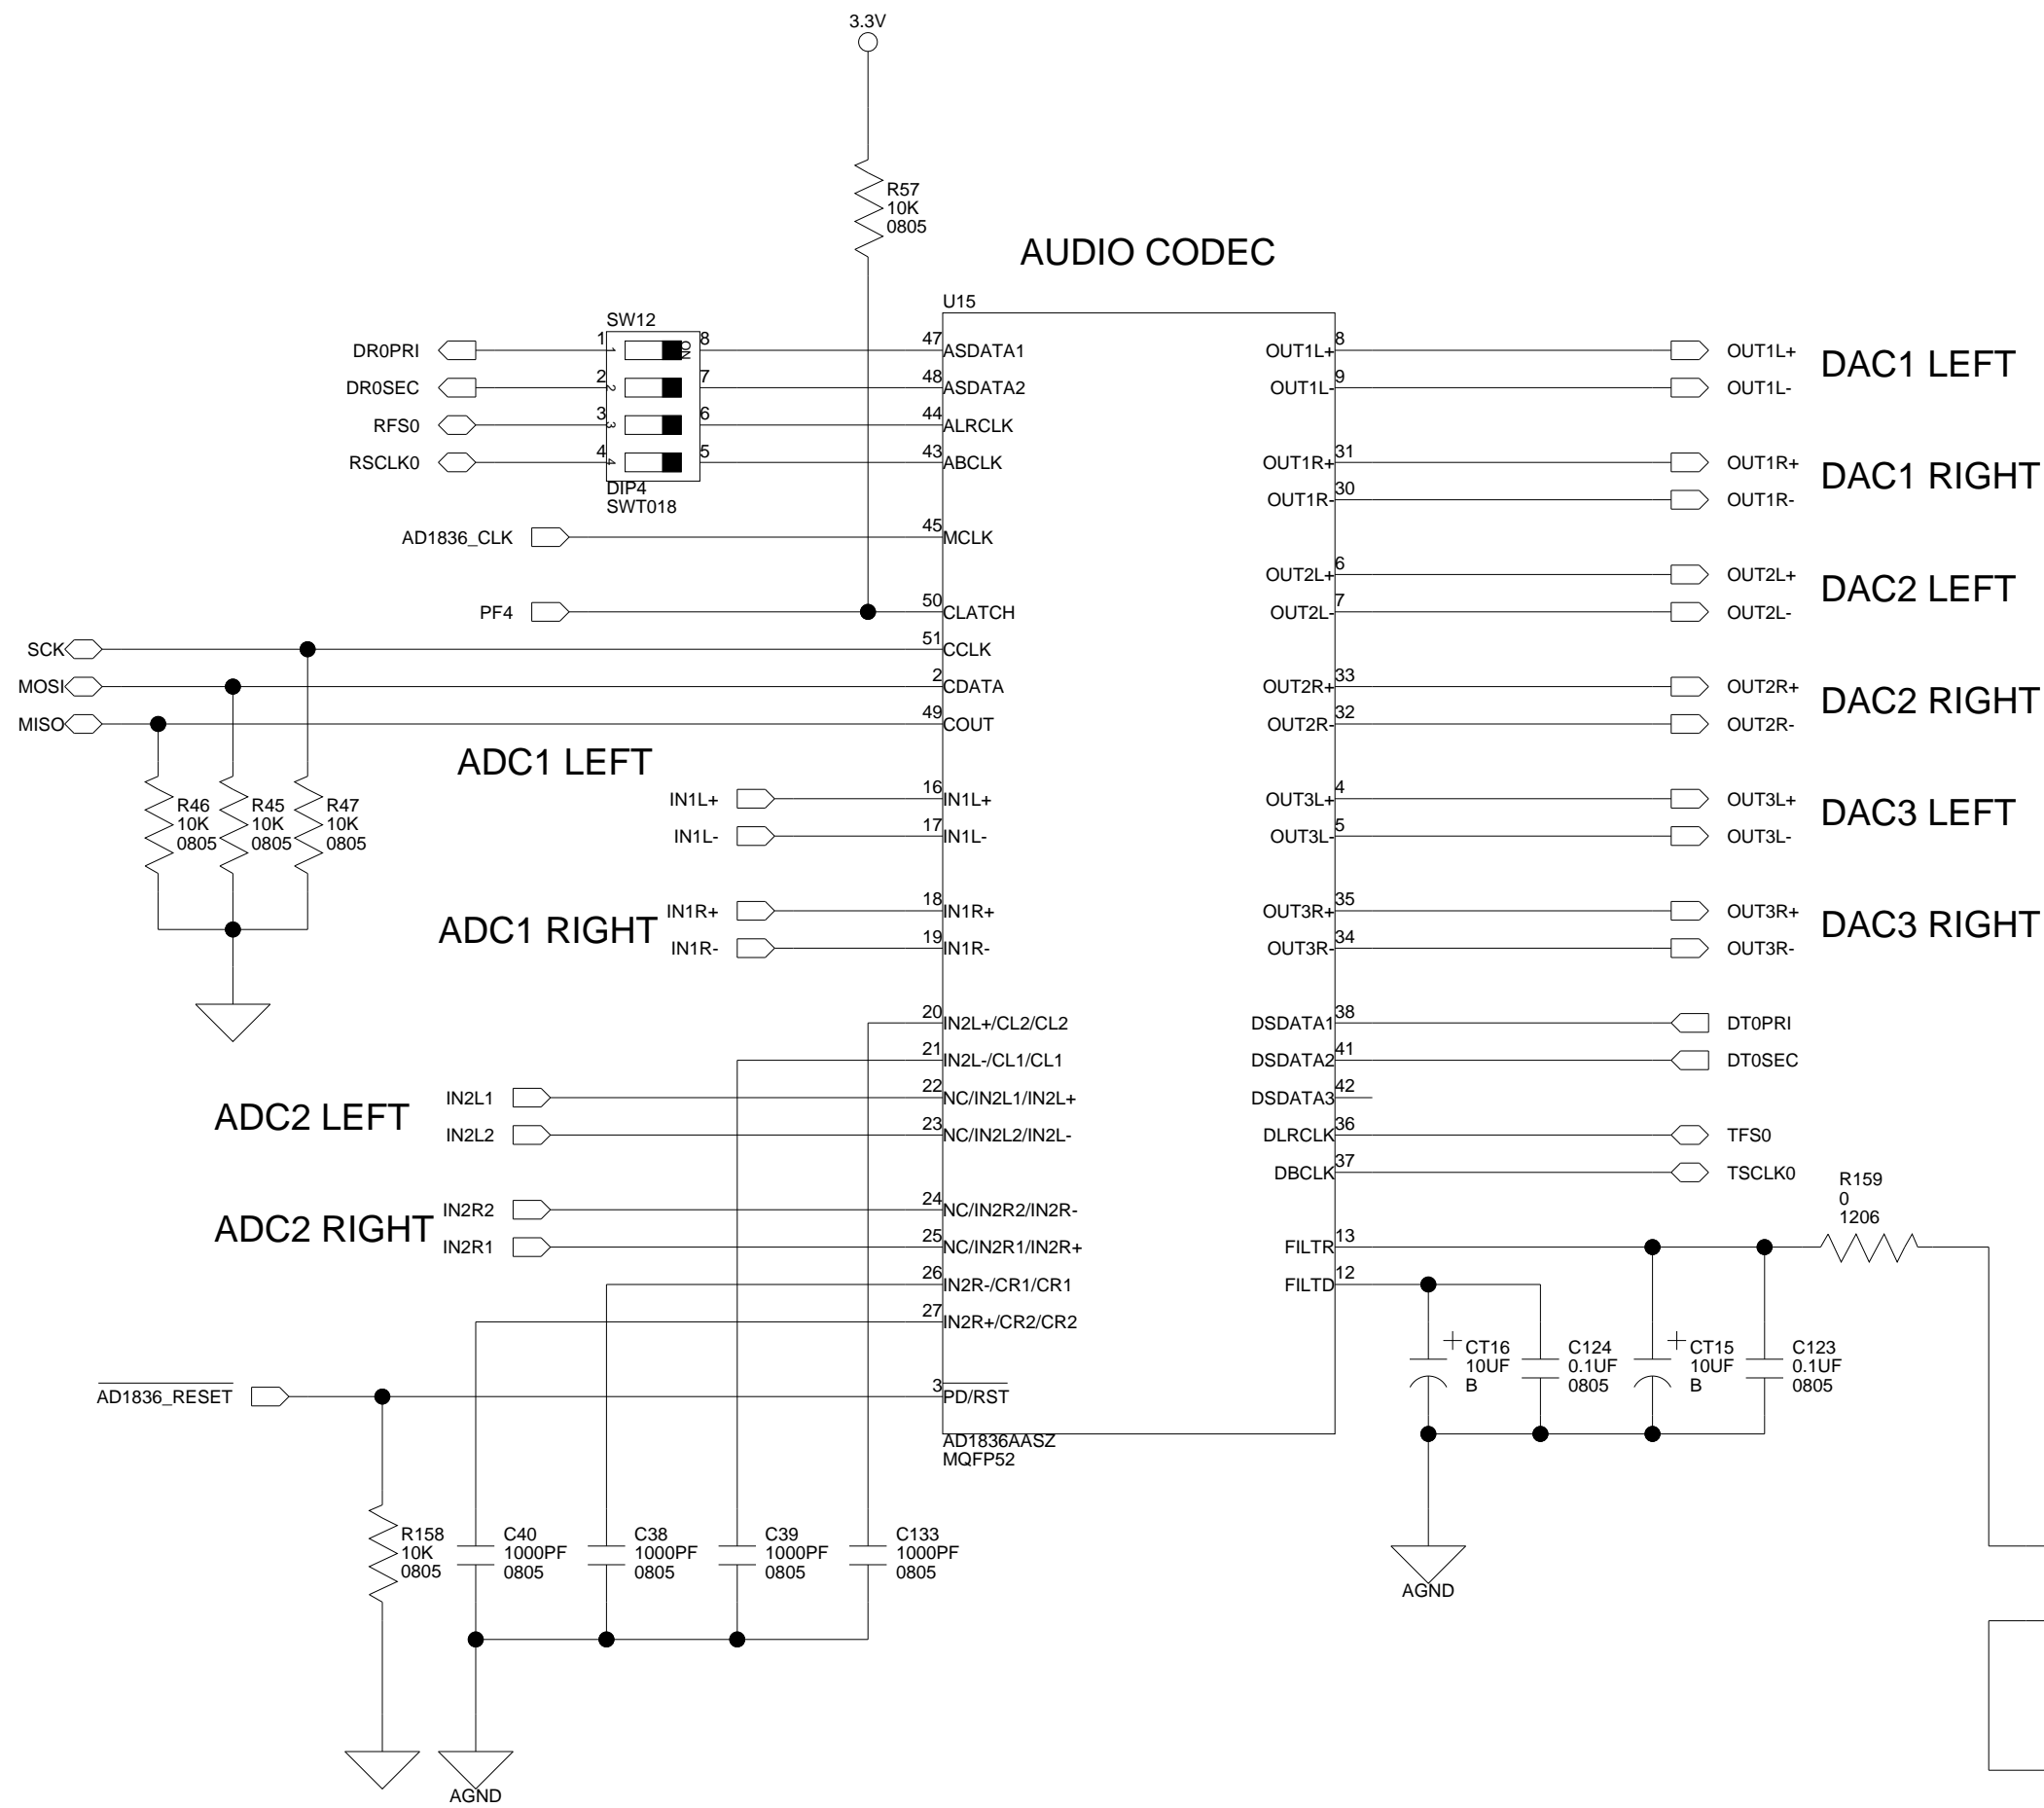 3.3V
R57
10K
0805
AUDIO CODEC
U15
SW12
DR0PRI 1 1 ON 8 47 ASDATA1
DR0SEC 2 2 7 48 ASDATA2
RFS0 3 3 6 44 ALRCLK
RSCLK0 4 4 5 43 ABCLK
DIP4
SWT018
AD1836_CLK 45 MCLK
PF4 50 CLATCH
SCK 51 CCLK
MOSI 2 CDATA
MISO 49 COUT
R46
10K
0805
R45
10K
0805
R47
10K
0805
ADC1 LEFT
IN1L+ 16 IN1L+
IN1L- 17 IN1L-
ADC1 RIGHT
IN1R+ 18 IN1R+
IN1R- 19 IN1R-
20 IN2L+/CL2/CL2
21 IN2L-/CL1/CL1
ADC2 LEFT
IN2L1 22 NC/IN2L1/IN2L+
IN2L2 23 NC/IN2L2/IN2L-
ADC2 RIGHT
IN2R2 24 NC/IN2R2/IN2R-
IN2R1 25 NC/IN2R1/IN2R+
26 IN2R-/CR1/CR1
27 IN2R+/CR2/CR2
AD1836_RESET 3 PD/RST
AD1836AASZ
MQFP52
R158
10K
0805
C40
1000PF
0805
C38
1000PF
0805
C39
1000PF
0805
C133
1000PF
0805
AGND
OUT1L+ 8 OUT1L+
OUT1L- 9 OUT1L-
DAC1 LEFT
OUT1R+ 31 OUT1R+
OUT1R- 30 OUT1R-
DAC1 RIGHT
OUT2L+ 6 OUT2L+
OUT2L- 7 OUT2L-
DAC2 LEFT
OUT2R+ 33 OUT2R+
OUT2R- 32 OUT2R-
DAC2 RIGHT
OUT3L+ 4 OUT3L+
OUT3L- 5 OUT3L-
DAC3 LEFT
OUT3R+ 35 OUT3R+
OUT3R- 34 OUT3R-
DAC3 RIGHT
DSDATA1 38 DT0PRI
DSDATA2 41 DT0SEC
DSDATA3 42
DLRCLK 36 TFS0
DBCLK 37 TSCLK0
R159
0
1206
FILTR 13
FILTD 12
+ CT16
10UF
B
C124
0.1UF
0805
+ CT15
10UF
B
C123
0.1UF
0805
AGND